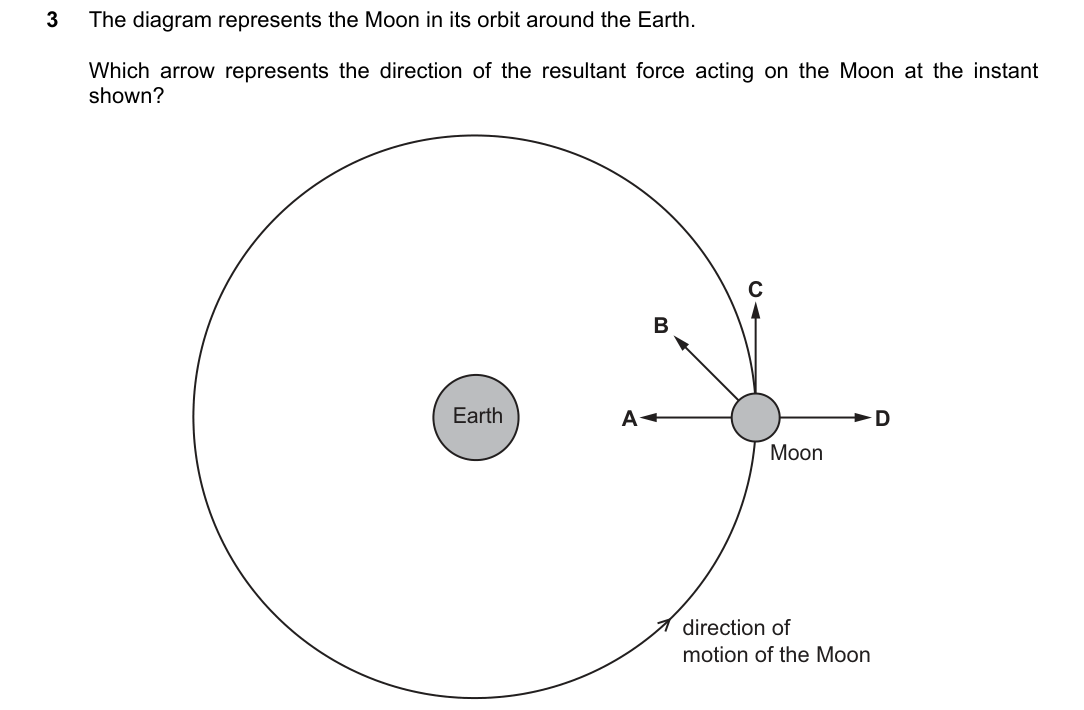 3 The diagram represents the Moon in its orbit around the Earth.
Which arrow represents the direction of the resultant force acting on the Moon at the instant
shown?
C
B
Earth
A
D
Moon
direction of
motion of the Moon